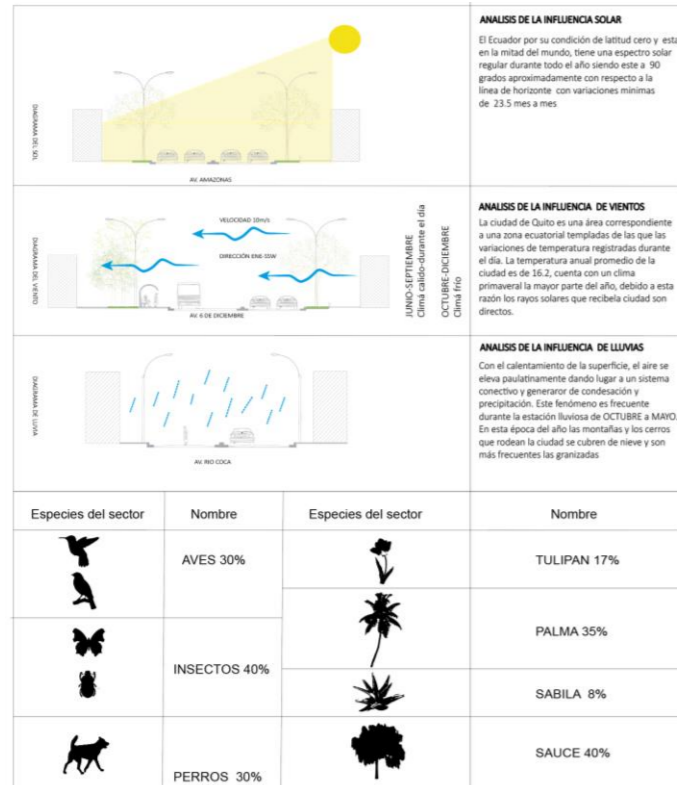 ANALISIS DE LA INFLUENCIA SOLAR
El Ecuador por su condición de latitud cero y esta
en la mitad del mundo, tiene una espectro solar
regular durante todo el año siendo este a 90
grados aproximadamente con respecto a la
línea de horizonte con variaciones minimas
de 23.5 mes a mes
DIAGRAMA DEL SOL
AV. AMAZONAS
ANALISIS DE LA INFLUENCIA DE VIENTOS
La ciudad de Quito es una área correspondiente
a una zona ecuatorial templadas de las que las
variaciones de temperatura registradas durante
el día. La temperatura anual promedio de la
ciudad es de 16.2, cuenta con un clima
primaveral la mayor parte del año, debido a esta
razón los rayos solares que recibela ciudad son
directos.
DIAGRAMA DEL VIENTO
VELOCIDAD 10m/s
DIRECCIÓN
AV. 6 DE DICIEMBRE
JUNIO-SEPTIEMBRE
Climá calido-durante el día
OCTUBRE-DICIEMBRE
Climá frío
ANALISIS DE LA INFLUENCIA DE LLUVIAS
Con el calentamiento de la superficie, el aire se
eleva paulatinamente dando lugar a un sistema
conectivo y generaror de condesación y
precipitación. Este fenómeno es frecuente
durante la estación lluviosa de OCTUBRE a MAYO.
En esta época del año las montañas y los cerros
que rodean la ciudad se cubren de nieve y son
más frecuentes las granizadas
DIAGRAMA DE LLUVIA
AV. RIO COCA
Especies del sector Nombre Especies del sector Nombre
AVES 30%
TULIPAN 17%
PALMA 35%
INSECTOS 40%
SABILA 8%
SAUCE 40%
PERROS 30%